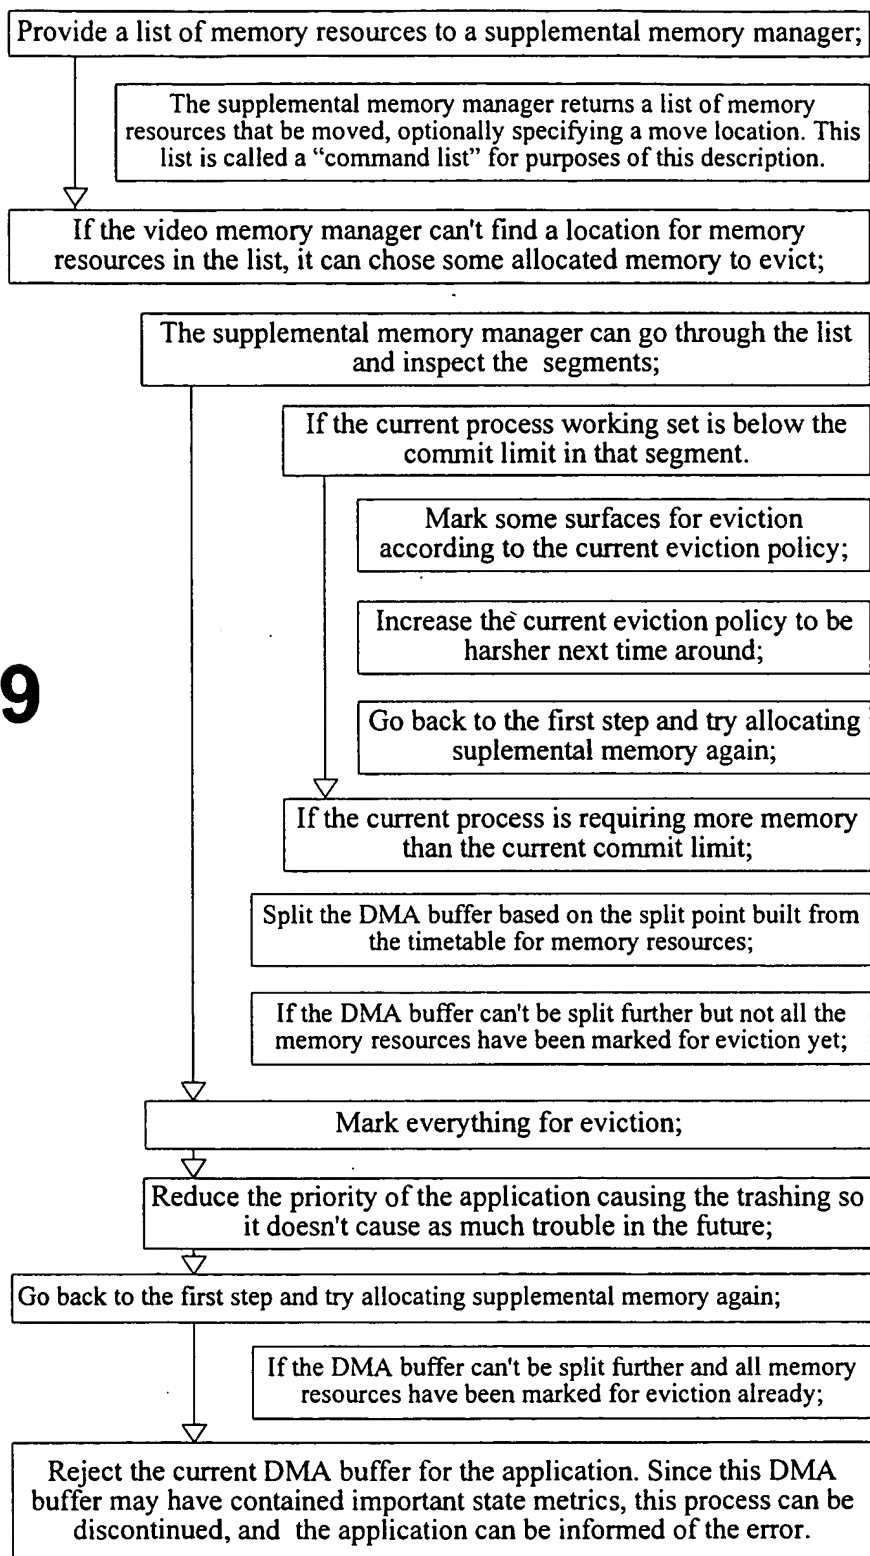 Provide a list of memory resources to a supplemental memory manager;
The supplemental memory manager returns a list of memory
resources that be moved, optionally specifying a move location. This
list is called a “command list” for purposes of this description.
If the video memory manager can't find a location for memory
resources in the list, it can chose some allocated memory to evict;
The supplemental memory manager can go through the list
and inspect the segments;
If the current process working set is below the
commit limit in that segment.
Mark some surfaces for eviction
according to the current eviction policy;
Increase the current eviction policy to be
harsher next time around;
9
Go back to the first step and try allocating
suplemental memory again;
If the current process is requiring more memory
than the current commit limit;
Split the DMA buffer based on the split point built from
the timetable for memory resources;
If the DMA buffer can't be split further but not all the
memory resources have been marked for eviction yet;
Mark everything for eviction;
Reduce the priority of the application causing the trashing so
it doesn't cause as much trouble in the future;
Go back to the first step and try allocating supplemental memory again;
If the DMA buffer can't be split further and all memory
resources have been marked for eviction already;
Reject the current DMA buffer for the application. Since this DMA
buffer may have contained important state metrics, this process can be
discontinued, and the application can be informed of the error.